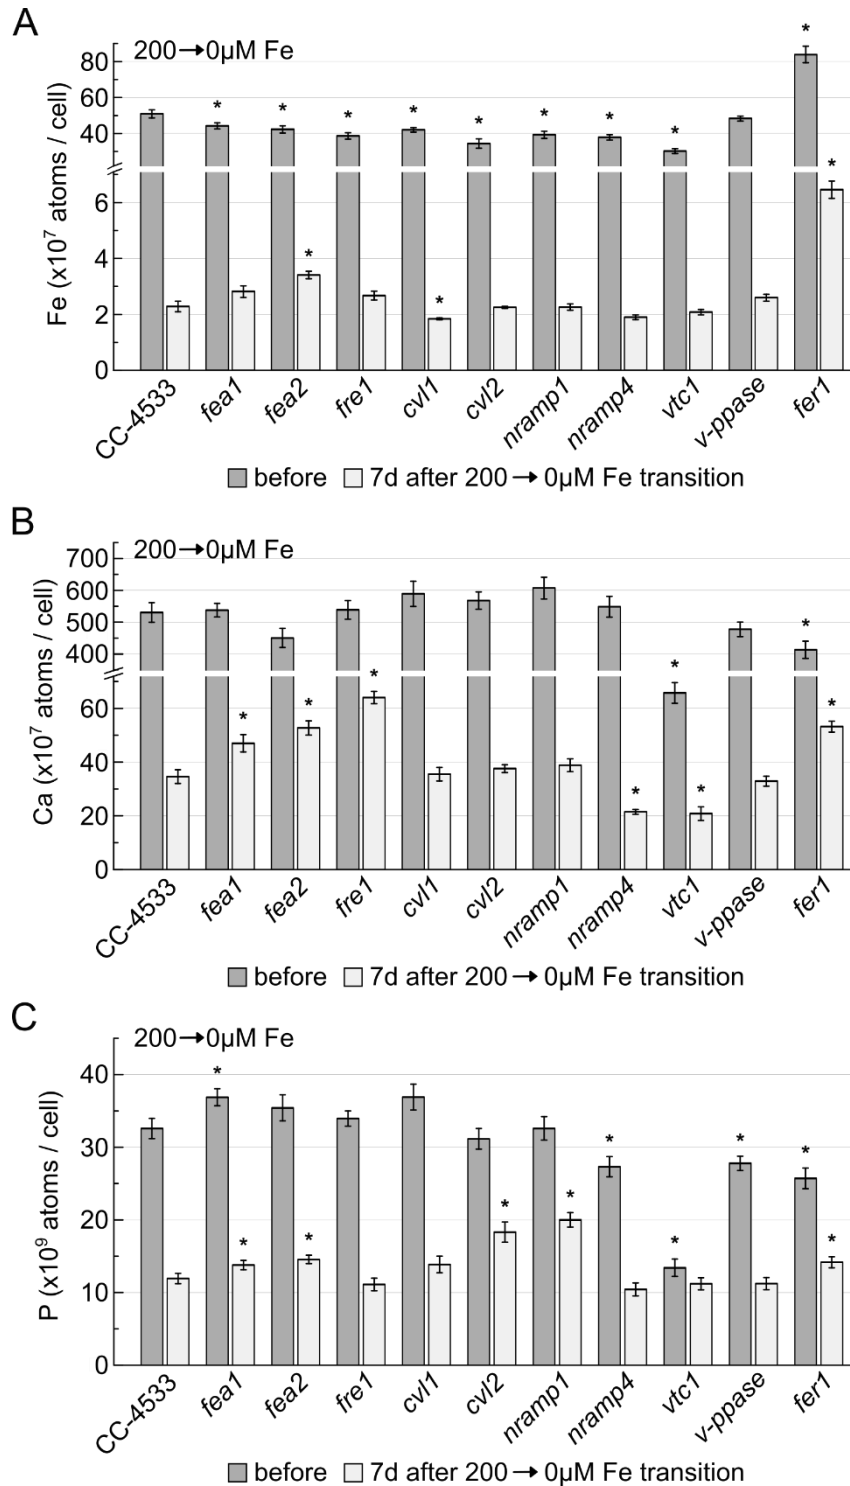 A
200→0µM Fe
*
80
60
* * * * * * * *
40
*
6
*
4
*
2
0
Fe (x10⁷ atoms / cell)
CC-4533 fea1 fea2 fre1 cvl1 cvl2 nramp1 nramp4 vtc1 v-ppase fer1
before 7d after 200→0µM Fe transition
B
200→0µM Fe
700
600
500
400
*
* * * * *
60
40
* *
20
0
Ca (x10⁷ atoms / cell)
CC-4533 fea1 fea2 fre1 cvl1 cvl2 nramp1 nramp4 vtc1 v-ppase fer1
before 7d after 200→0µM Fe transition
C
200→0µM Fe
*
40
30
* * *
20
* *
* * * *
10
0
P (x10⁹ atoms / cell)
CC-4533 fea1 fea2 fre1 cvl1 cvl2 nramp1 nramp4 vtc1 v-ppase fer1
before 7d after 200→0µM Fe transition